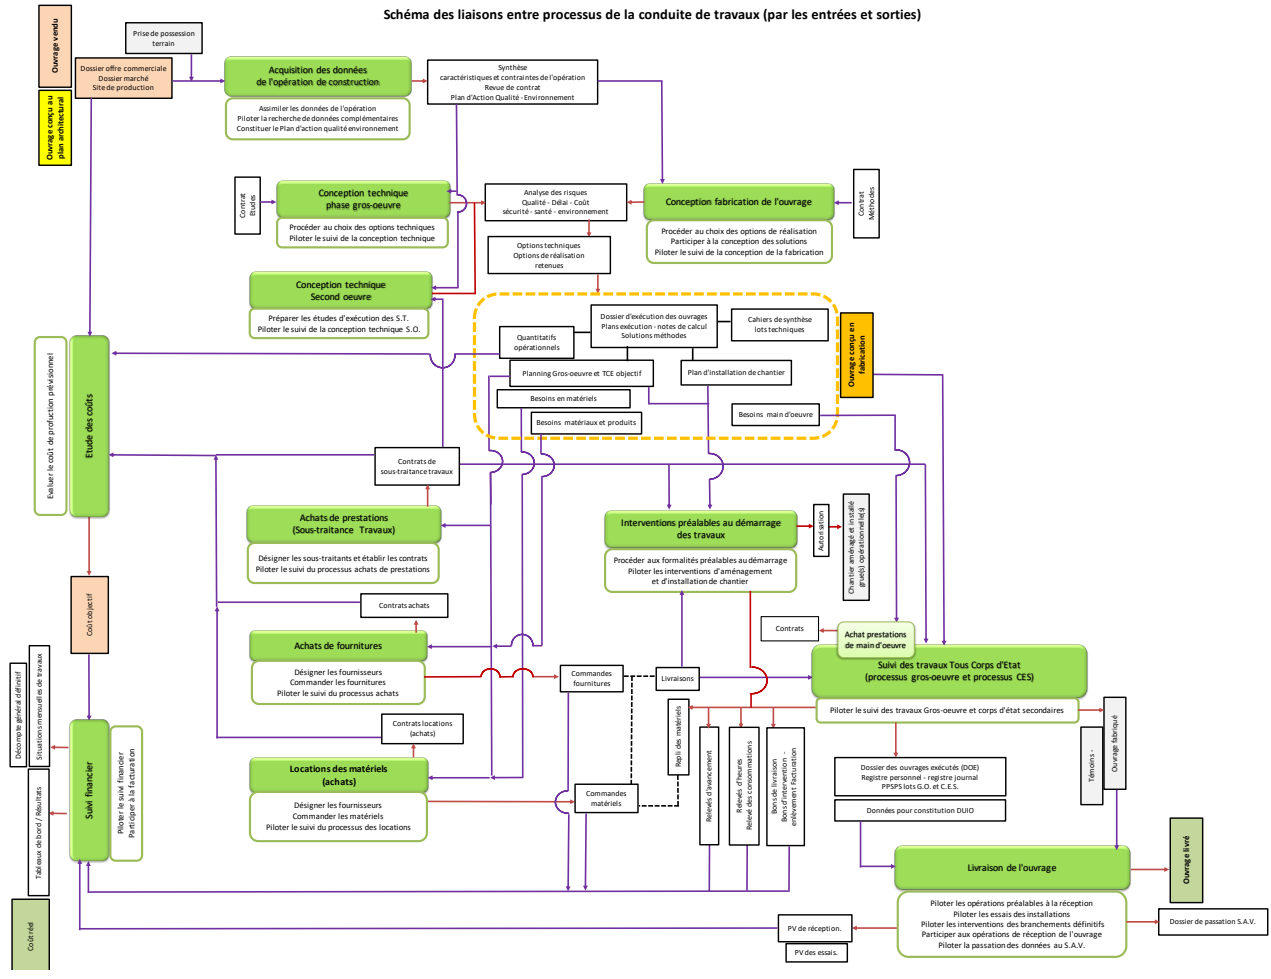 Schéma des liaisons entre processus de la conduite de travaux (par les entrées et sorties)
Ouvrage vendu
Prise de possession
terrain
Dossier offre commerciale
Dossier marché
Site de production
Acquisition des données
de l'opération de construction
Synthèse
caractéristiques et contraintes de l'opération
Revue de contrat
Plan d'Action Qualité - Environnement
Ouvrage conçu au
plan architectural
Assimiler les données de l'opération
Piloter la recherche de données complémentaires
Constituer le Plan d'action qualité environnement
Contrat
Etudes
Conception technique
phase gros-oeuvre
Procéder au choix des options techniques
Piloter le suivi de la conception technique
Analyse des risques
Qualité - Délai - Coût
sécurité - santé - environnement
Conception fabrication de l'ouvrage
Procéder au choix des options de réalisation
Participer à la conception des solutions
Piloter le suivi de la conception de la fabrication
Contrat
Méthodes
Options techniques
Options de réalisation
retenues
Conception technique
Second oeuvre
Préparer les études d'exécution des S.T.
Piloter le suivi de la conception technique S.O.
Dossier d'exécution des ouvrages
Plans exécution - notes de calcul
Solutions méthodes
Cahiers de synthèse
lots techniques
Quantitatifs
opérationnels
Planning Gros-oeuvre et TCE objectif
Plan d'installation de chantier
Besoins en matériels
Besoins matériaux et produits
Besoins main d'oeuvre
Ouvrage conçu en
fabrication
Evaluer le coût de production prévisionnel
Etude des coûts
Contrats de
sous-traitance travaux
Achats de prestations
(Sous-traitance Travaux)
Désigner les sous-traitants et établir les contrats
Piloter le suivi du processus achats de prestations
Interventions préalables au démarrage
des travaux
Procéder aux formalités préalables au démarrage
Piloter les interventions d'aménagement
et d'installation de chantier
Autorisation
Chantier aménagé et installé
grue(s) opérationnelle(s)
Coût objectif
Contrats achats
Achats de fournitures
Désigner les fournisseurs
Commander les fournitures
Piloter le suivi du processus achats
Commandes
fournitures
Livraisons
Contrats
Achat prestations
de main d'oeuvre
Suivi des travaux Tous Corps d'Etat
(processus gros-oeuvre et processus CES)
Piloter le suivi des travaux Gros-oeuvre et corps d'état secondaires
Décompte général définitif
Situations mensuelles de travaux
Tableaux de bord / Résultats
Suivi financier
Piloter le suivi financier
Participer à la facturation
Contrats locations
(achats)
Locations des matériels
(achats)
Désigner les fournisseurs
Commander les matériels
Piloter le suivi du processus des locations
Commandes
matériels
Repli des matériels
Relevés d'avancement
Relevés d'heures
Relevé des consommations
Bons de livraison
Bons d'intervention -
enlèvement Facturation
Dossier des ouvrages exécutés (DOE)
Registre personnel - registre journal
PPSPS lots G.O. et C.E.S.
Données pour constitution DUIO
Témoins -
Ouvrage fabriqué
Livraison de l'ouvrage
Ouvrage livré
Piloter les opérations préalables à la réception
Piloter les essais des installations
Piloter les interventions des branchements définitifs
Participer aux opérations de réception de l'ouvrage
Piloter la passation des données au S.A.V.
Dossier de passation S.A.V.
PV de réception.
PV des essais.
Coût réel